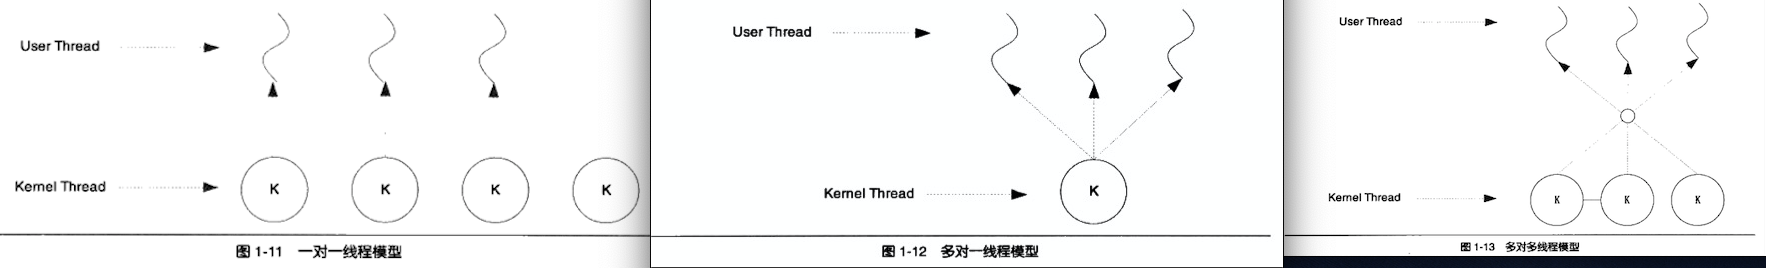 User Thread
Kernel Thread
K K K K
图 1-11 一对一线程模型
User Thread
Kernel Thread
K
图 1-12 多对一线程模型
User Thread
Kernel Thread
K K K
图 1-13 多对多线程模型